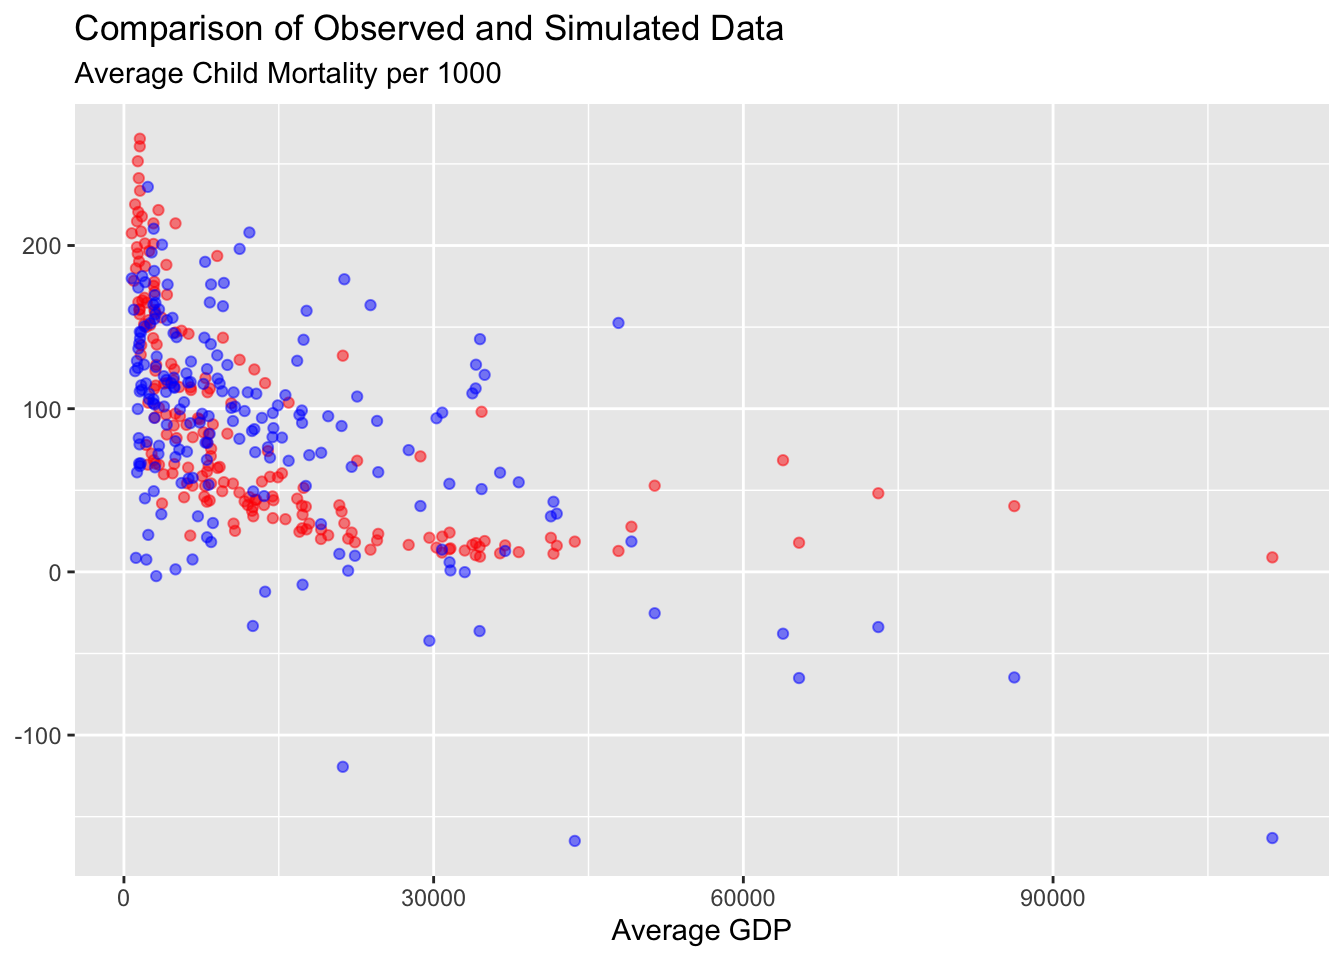 Comparison of Observed and Simulated Data
Average Child Mortality per 1000
200
100
0
-100
0 30000 60000 90000
Average GDP